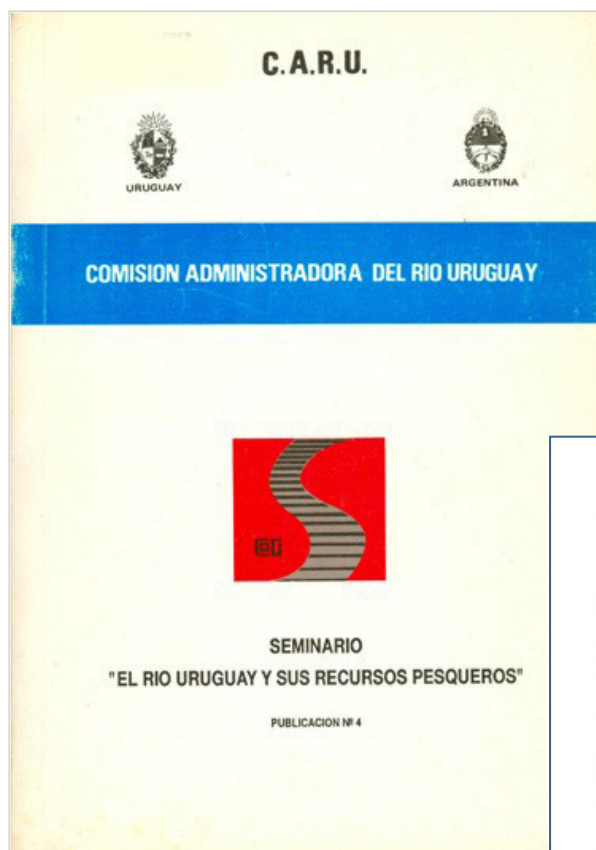 C.A.R.U.
URUGUAY
ARGENTINA
COMISION ADMINISTRADORA DEL RIO URUGUAY
SEMINARIO
"EL RIO URUGUAY Y SUS RECURSOS PESQUEROS"
PUBLICACION Nº 4